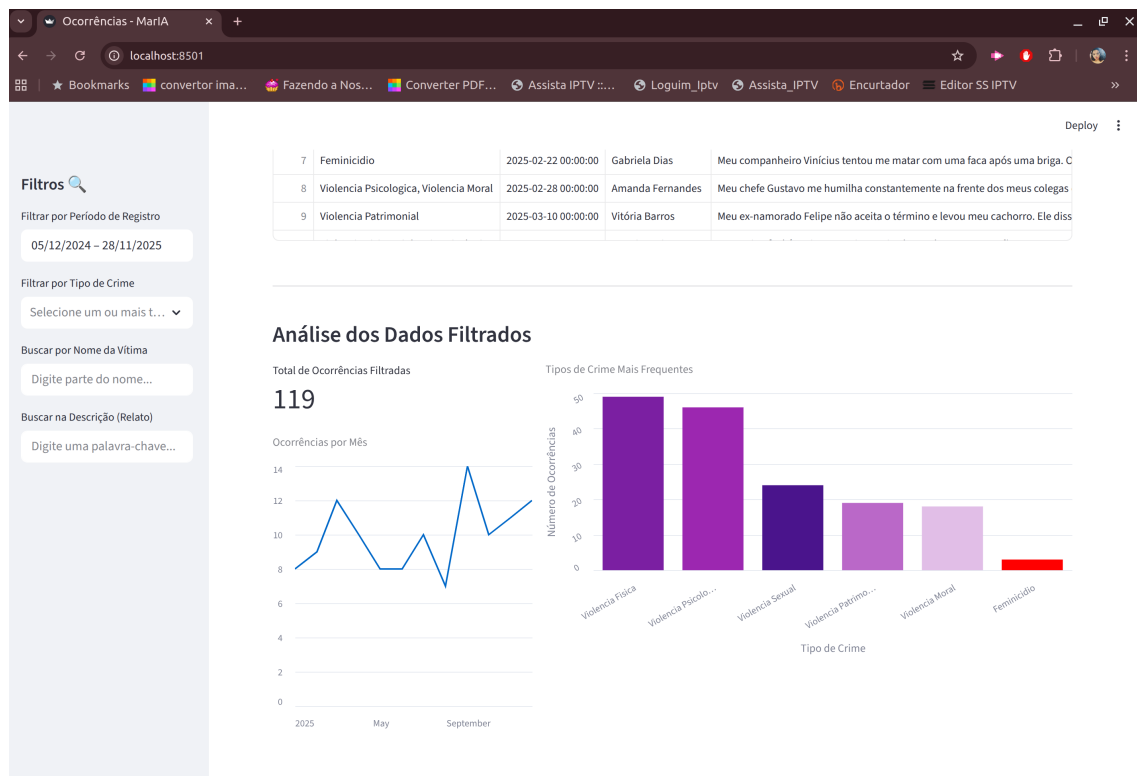 Ocorrências - MarIA
localhost:8501
Bookmarks convertor ima... Fazendo a Nos... Converter PDF... Assista IPTV ::... Loguim_Iptv Assista_IPTV Encurtador Editor SS IPTV »
Deploy
Filtros
Filtrar por Período de Registro
05/12/2024 – 28/11/2025
Filtrar por Tipo de Crime
Selecione um ou mais t...
Buscar por Nome da Vítima
Digite parte do nome...
Buscar na Descrição (Relato)
Digite uma palavra-chave...
7 Feminicidio 2025-02-22 00:00:00 Gabriela Dias Meu companheiro Vinícius tentou me matar com uma faca após uma briga.
8 Violencia Psicologica, Violencia Moral 2025-02-28 00:00:00 Amanda Fernandes Meu chefe Gustavo me humilha constantemente na frente dos meus colegas
9 Violencia Patrimonial 2025-03-10 00:00:00 Vitória Barros Meu ex-namorado Felipe não aceita o término e levou meu cachorro. Ele diss
Análise dos Dados Filtrados
Total de Ocorrências Filtradas
119
Ocorrências por Mês
14
12
10
8
6
4
2
0
2025 May September
Tipos de Crime Mais Frequentes
Número de Ocorrências
50
40
30
20
10
0
Violencia Fisica
Violencia Psicolo...
Violencia Sexual
Violencia Patrimo...
Violencia Moral
Feminicidio
Tipo de Crime